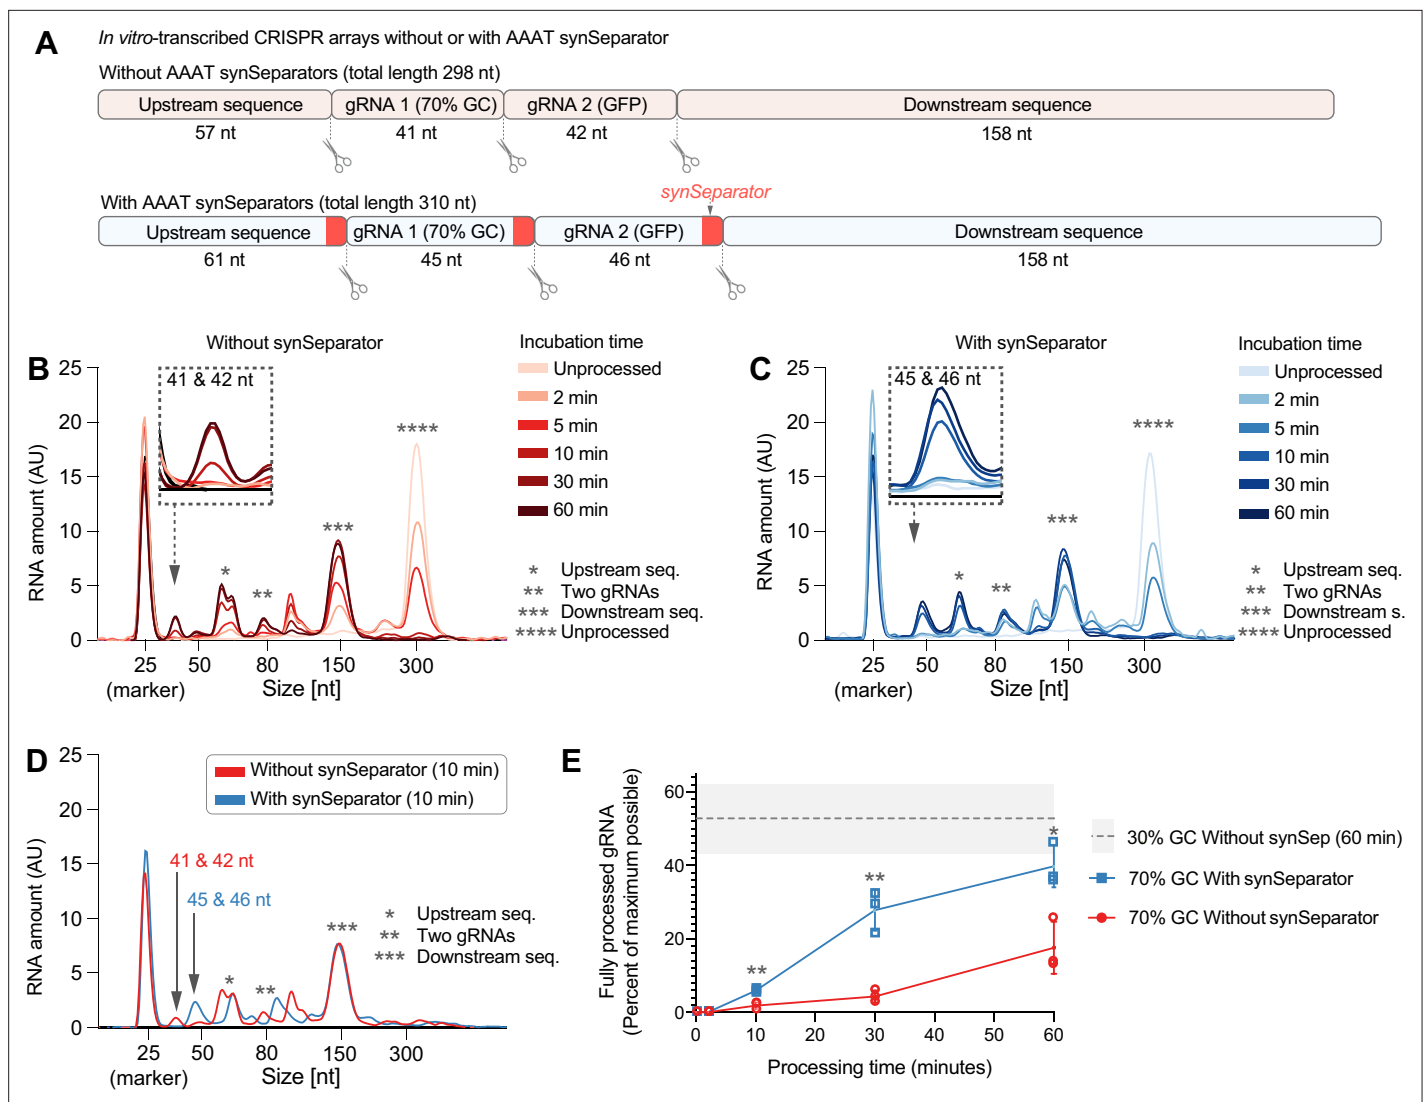 A
In vitro-transcribed CRISPR arrays without or with AAAT synSeparator
Without AAAT synSeparators (total length 298 nt)
Upstream sequence gRNA 1 (70% GC) gRNA 2 (GFP) Downstream sequence
57 nt 41 nt 42 nt 158 nt
synSeparator
With AAAT synSeparators (total length 310 nt)
Upstream sequence gRNA 1 (70% GC) gRNA 2 (GFP) Downstream sequence
61 nt 45 nt 46 nt 158 nt
B
Without synSeparator
RNA amount (AU)
25
20
15
10
5
0
41 & 42 nt
*
**
***
****
25 50 80 150 300
(marker) Size [nt]
Incubation time
Unprocessed
2 min
5 min
10 min
30 min
60 min
* Upstream seq.
** Two gRNAs
*** Downstream seq.
**** Unprocessed
C
With synSeparator
RNA amount (AU)
25
20
15
10
5
0
45 & 46 nt
*
**
***
****
25 50 80 150 300
(marker) Size [nt]
Incubation time
Unprocessed
2 min
5 min
10 min
30 min
60 min
* Upstream seq.
** Two gRNAs
*** Downstream s.
**** Unprocessed
D
RNA amount (AU)
25
20
15
10
5
0
Without synSeparator (10 min)
With synSeparator (10 min)
41 & 42 nt
45 & 46 nt
*
**
***
* Upstream seq.
** Two gRNAs
*** Downstream seq.
25 50 80 150 300
(marker) Size [nt]
E
Fully processed gRNA
(Percent of maximum possible)
60
40
20
0
**
**
*
0 10 20 30 40 50 60
Processing time (minutes)
30% GC Without synSep (60 min)
70% GC With synSeparator
70% GC Without synSeparator